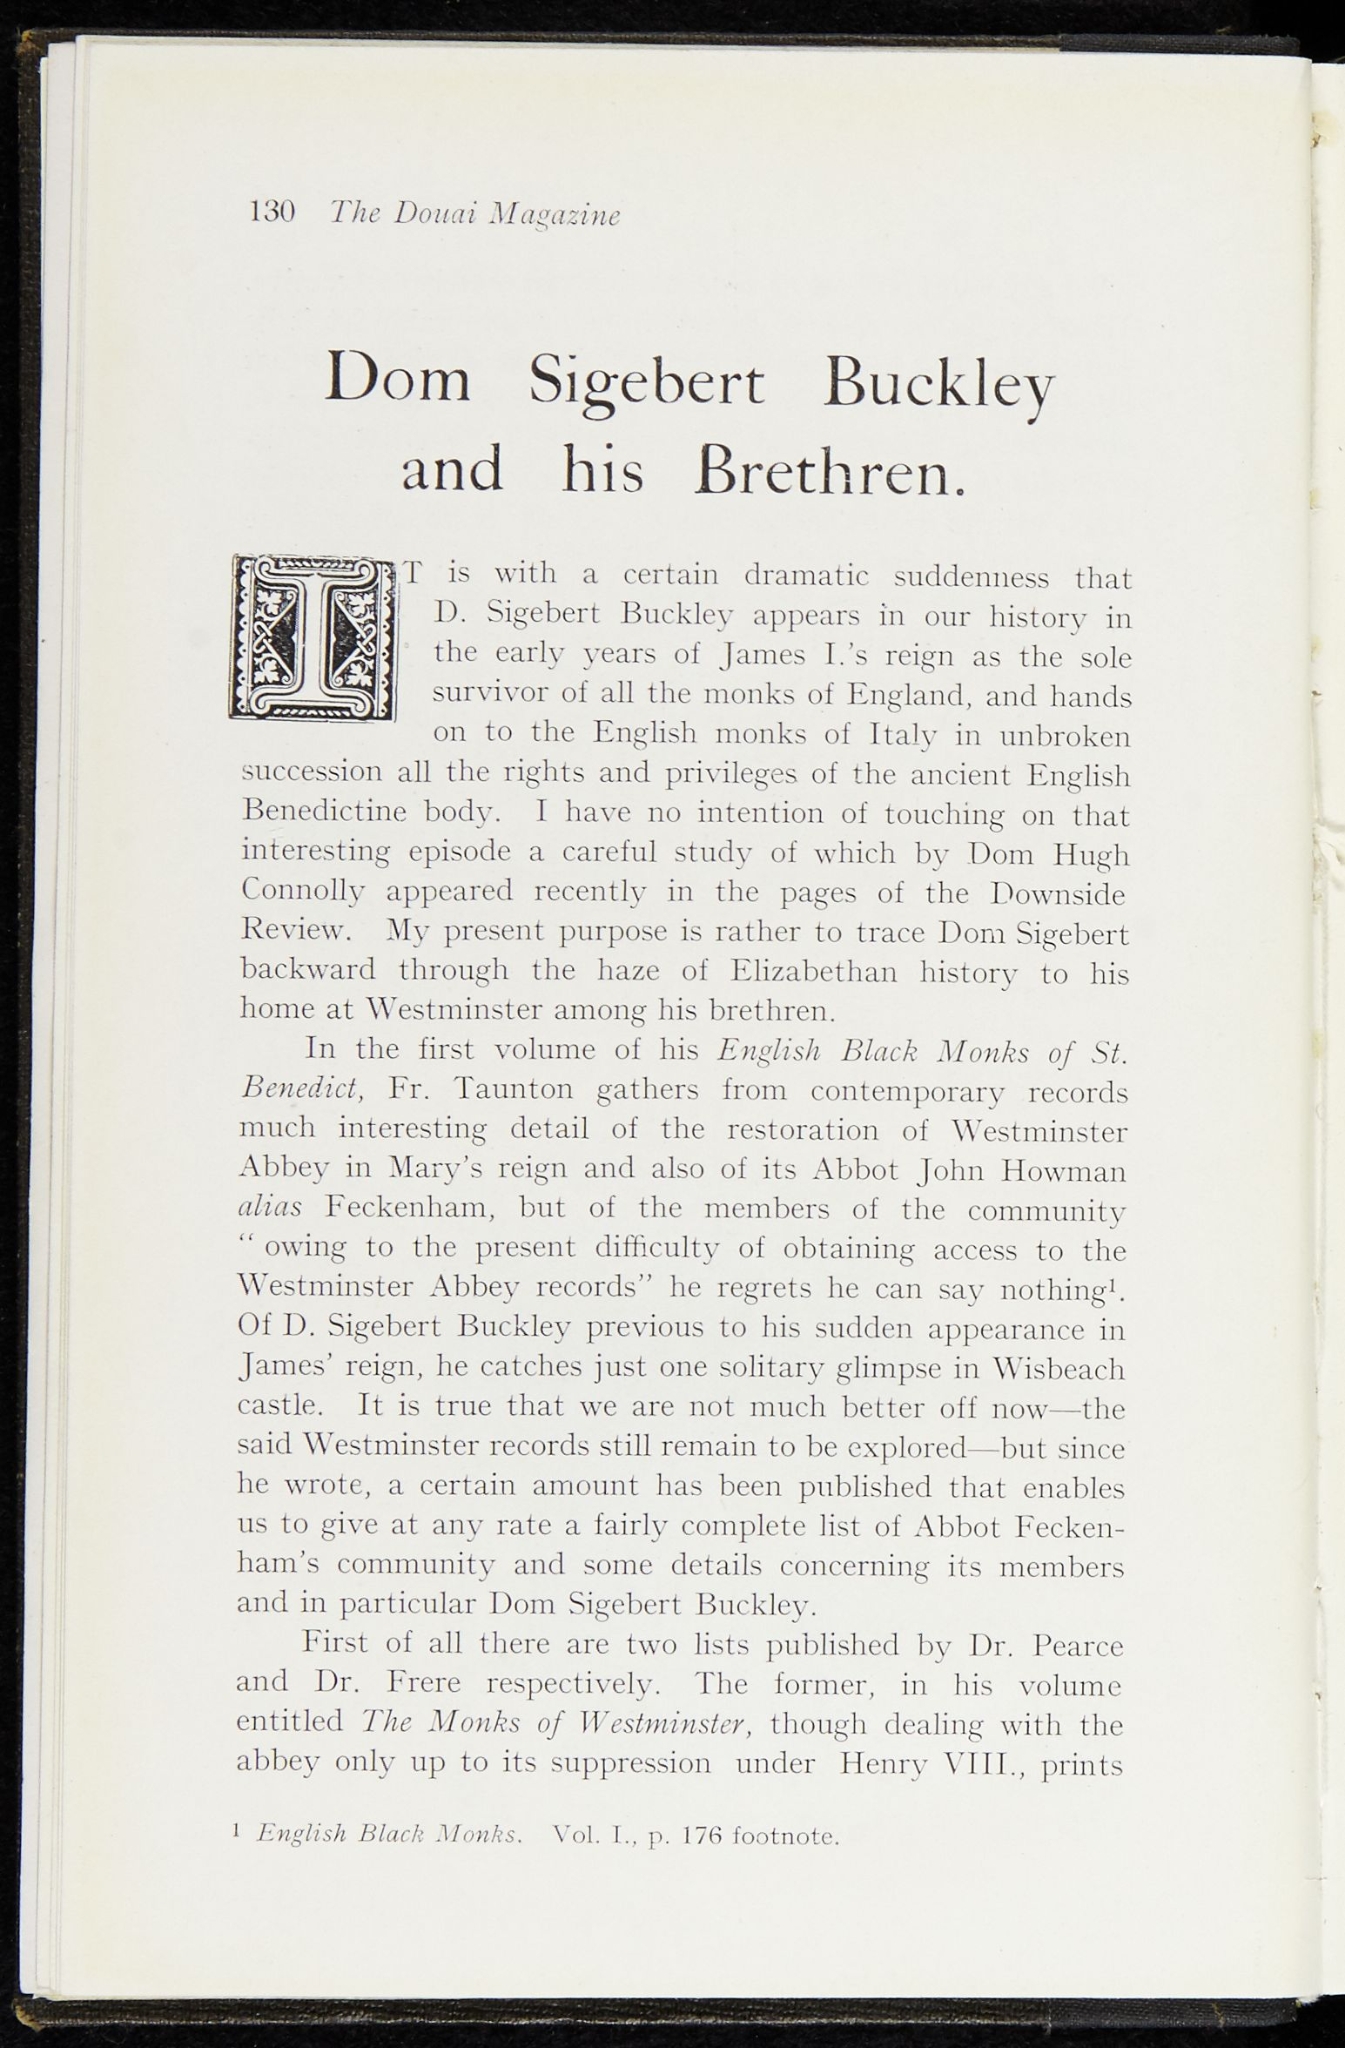 130 The Douai Magazine
Dom Sigebert Buckley
and his Brethren.
IT is with a certain dramatic suddenness that
D. Sigebert Buckley appears in our history in
the early years of James I.'s reign as the sole
survivor of all the monks of England, and hands
on to the English monks of Italy in unbroken
succession all the rights and privileges of the ancient English
Benedictine body. I have no intention of touching on that
interesting episode a careful study of which by Dom Hugh
Connolly appeared recently in the pages of the Downside
Review. My present purpose is rather to trace Dom Sigebert
backward through the haze of Elizabethan history to his
home at Westminster among his brethren.
In the first volume of his English Black Monks of St.
Benedict, Fr. Taunton gathers from contemporary records
much interesting detail of the restoration of Westminster
Abbey in Mary's reign and also of its Abbot John Howman
alias Feckenham, but of the members of the community
“ owing to the present difficulty of obtaining access to the
Westminster Abbey records” he regrets he can say nothing¹.
Of D. Sigebert Buckley previous to his sudden appearance in
James' reign, he catches just one solitary glimpse in Wisbeach
castle. It is true that we are not much better off now—the
said Westminster records still remain to be explored—but since
he wrote, a certain amount has been published that enables
us to give at any rate a fairly complete list of Abbot Fecken-
ham's community and some details concerning its members
and in particular Dom Sigebert Buckley.
First of all there are two lists published by Dr. Pearce
and Dr. Frere respectively. The former, in his volume
entitled The Monks of Westminster, though dealing with the
abbey only up to its suppression under Henry VIII., prints
¹ English Black Monks. Vol. I., p. 176 footnote.